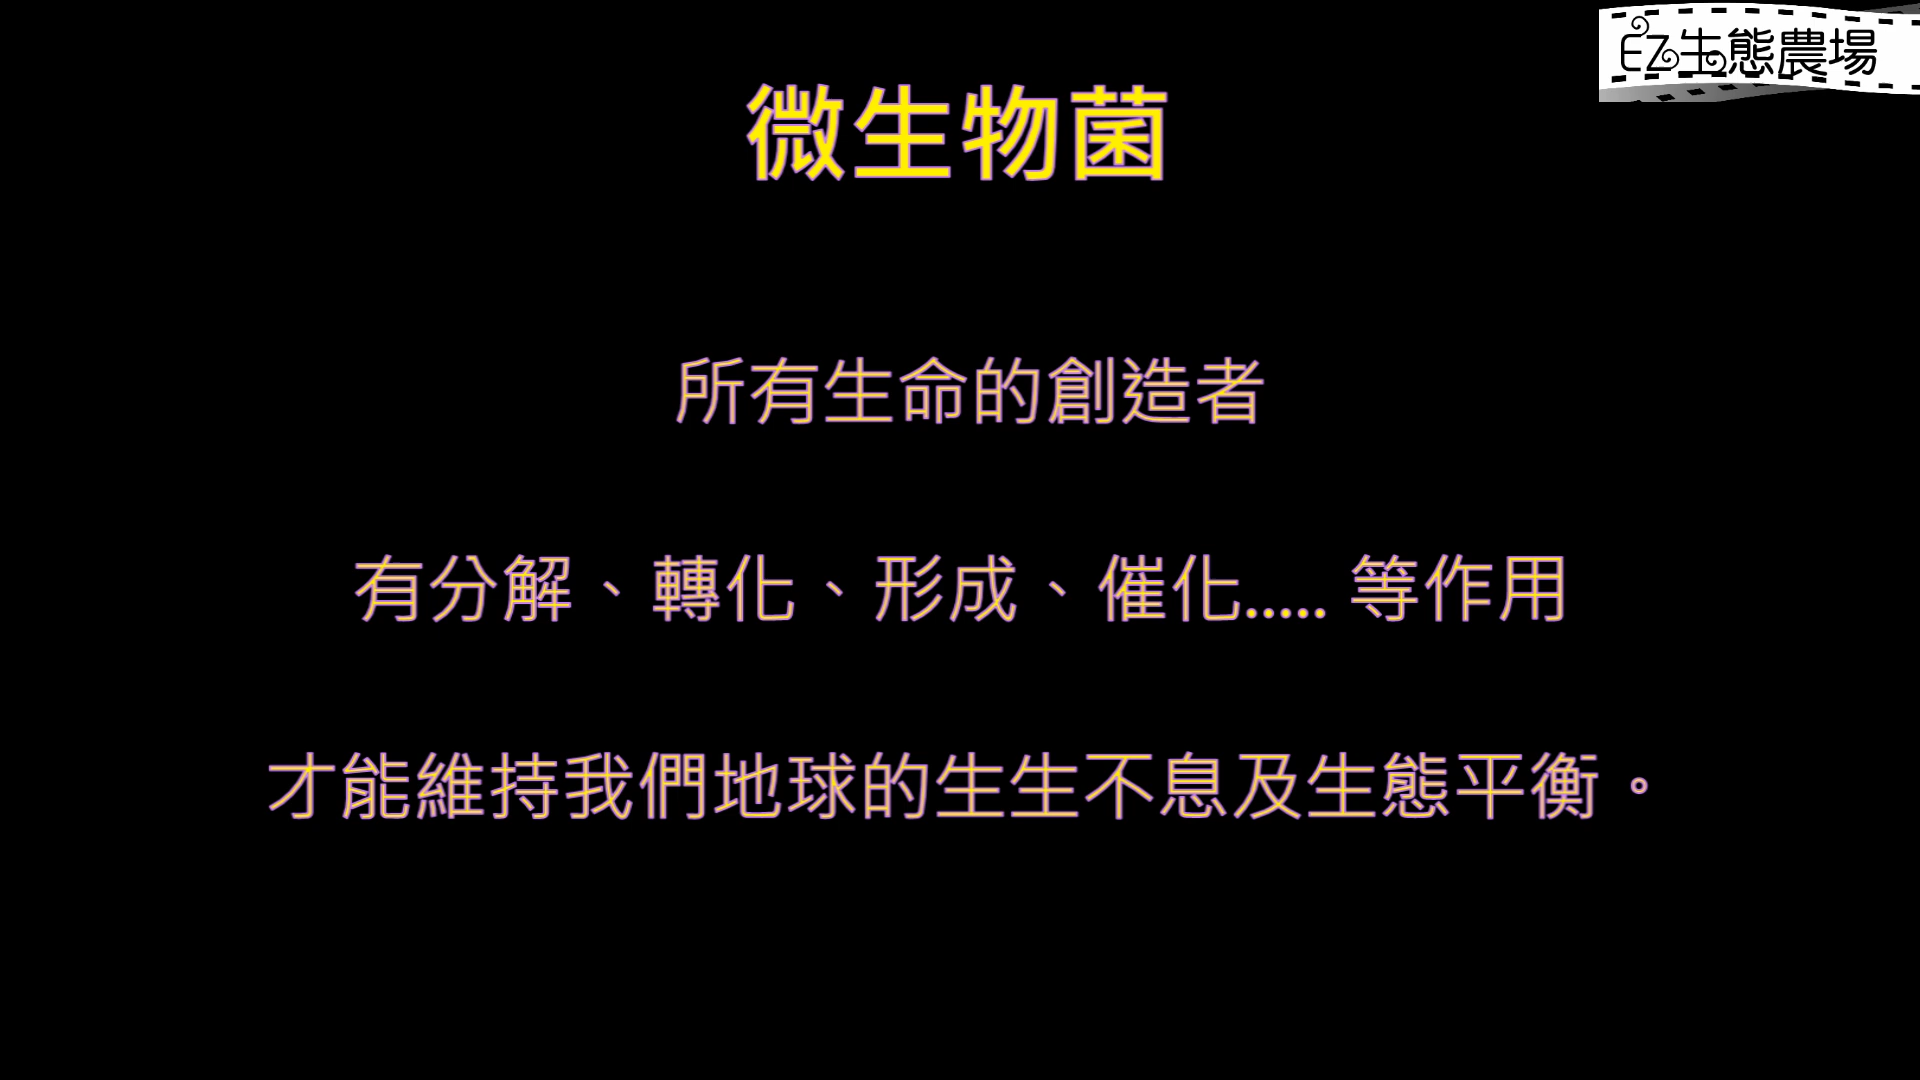 EZ生態農場
微生物菌
所有生命的創造者
有分解、轉化、形成、催化..... 等作用
才能維持我們地球的生生不息及生態平衡。